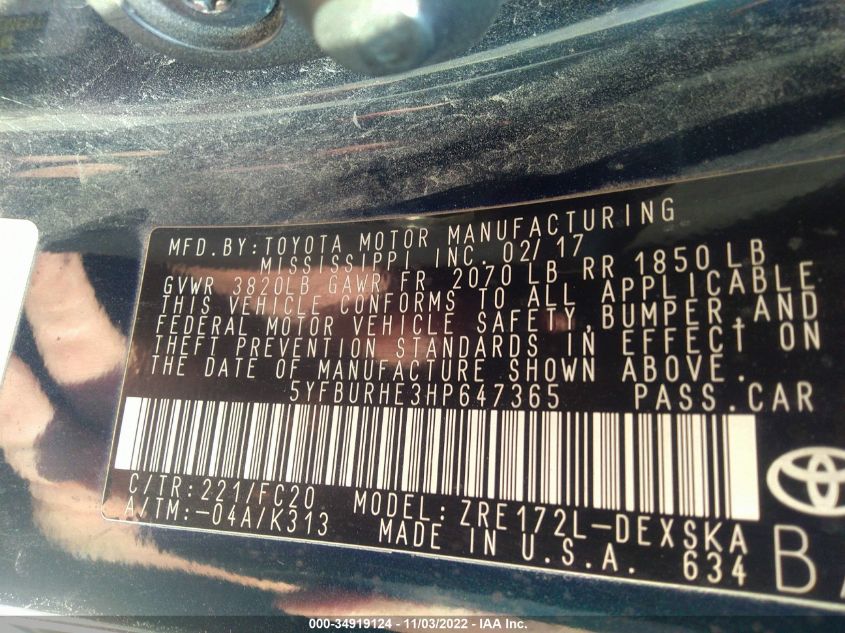 MFD.BY:TOYOTA MOTOR MANUFACTURING
MISSISSIPPI INC. 02/17
GVWR 3820LB GAWR FR 2070 LB RR 1850 LB
THIS VEHICLE CONFORMS TO ALL APPLICABLE
FEDERAL MOTOR VEHICLE SAFETY,BUMPER,AND
THEFT PREVENTION STANDARDS IN EFFECT ON
THE DATE OF MANUFACTURE SHOWN ABOVE.
5YFBURHE3HP647365 PASS.CAR
C/TR:221/FC20 MODEL: ZRE172L-DEXSKA
A/TM:-04A/K313 MADE IN U.S.A. 634
000-34919124 - 11/03/2022 - IAA Inc.